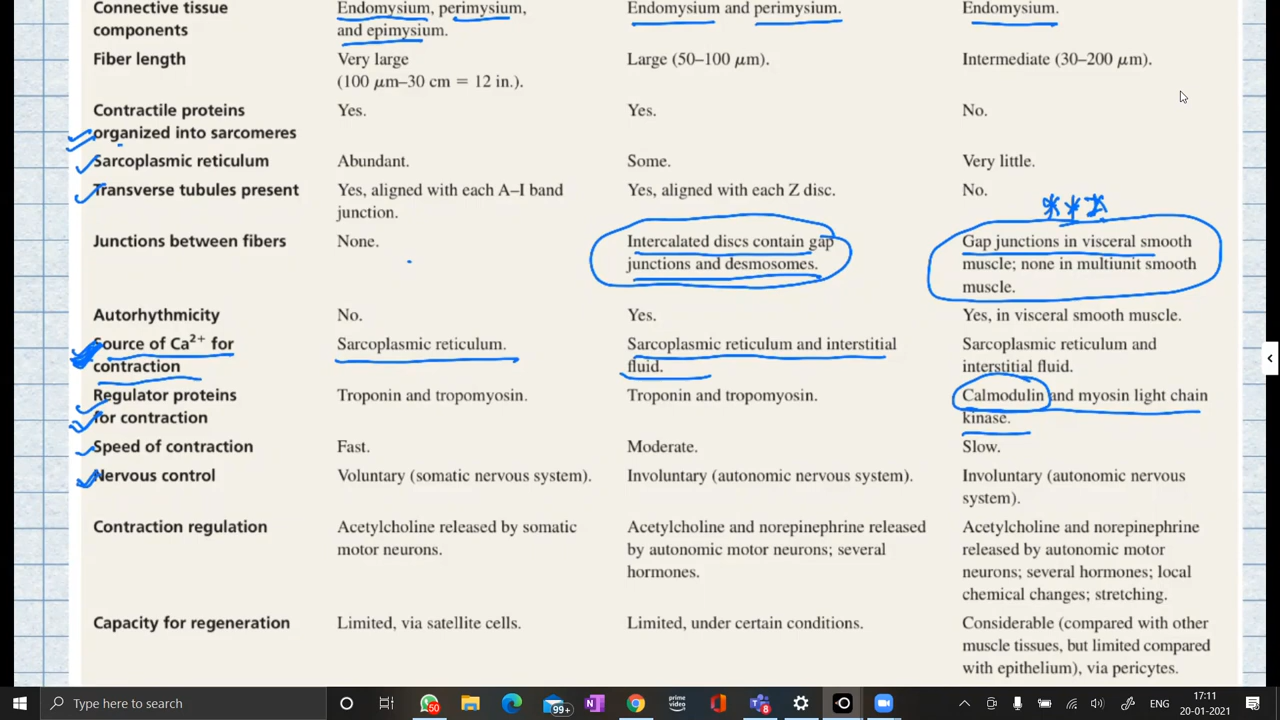 Connective tissue Endomysium, perimysium, Endomysium and perimysium. Endomysium.
components and epimysium.
Fiber length Very large Large (50–100 μm). Intermediate (30–200 μm).
(100 μm–30 cm = 12 in.).
Contractile proteins Yes. Yes. No.
organized into sarcomeres
Sarcoplasmic reticulum Abundant. Some. Very little.
Transverse tubules present Yes, aligned with each A–I band Yes, aligned with each Z disc. No.
junction.
Junctions between fibers None. Intercalated discs contain gap Gap junctions in visceral smooth
junctions and desmosomes. muscle; none in multiunit smooth
muscle.
Autorhythmicity No. Yes. Yes, in visceral smooth muscle.
Source of Ca²⁺ for Sarcoplasmic reticulum. Sarcoplasmic reticulum and interstitial Sarcoplasmic reticulum and
contraction fluid. interstitial fluid.
Regulator proteins Troponin and tropomyosin. Troponin and tropomyosin. Calmodulin and myosin light chain
for contraction kinase.
Speed of contraction Fast. Moderate. Slow.
Nervous control Voluntary (somatic nervous system). Involuntary (autonomic nervous system). Involuntary (autonomic nervous
system).
Contraction regulation Acetylcholine released by somatic Acetylcholine and norepinephrine released Acetylcholine and norepinephrine
motor neurons. by autonomic motor neurons; several released by autonomic motor
hormones. neurons; several hormones; local
chemical changes; stretching.
Capacity for regeneration Limited, via satellite cells. Limited, under certain conditions. Considerable (compared with other
muscle tissues, but limited compared
with epithelium), via pericytes.
Type here to search 50 99+ prime video 8 ENG 17:11
20-01-2021